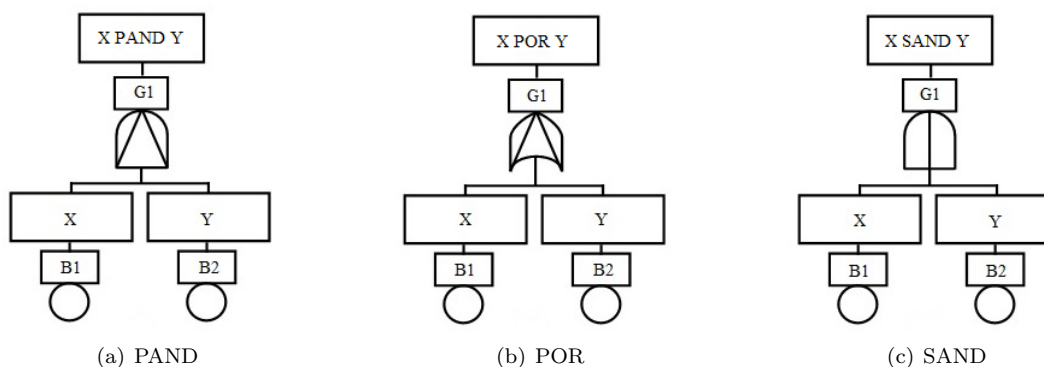 X PAND Y
X POR Y
X SAND Y
G1
G1
G1
X
Y
X
Y
X
Y
B1
B2
B1
B2
B1
B2
(a) PAND
(b) POR
(c) SAND